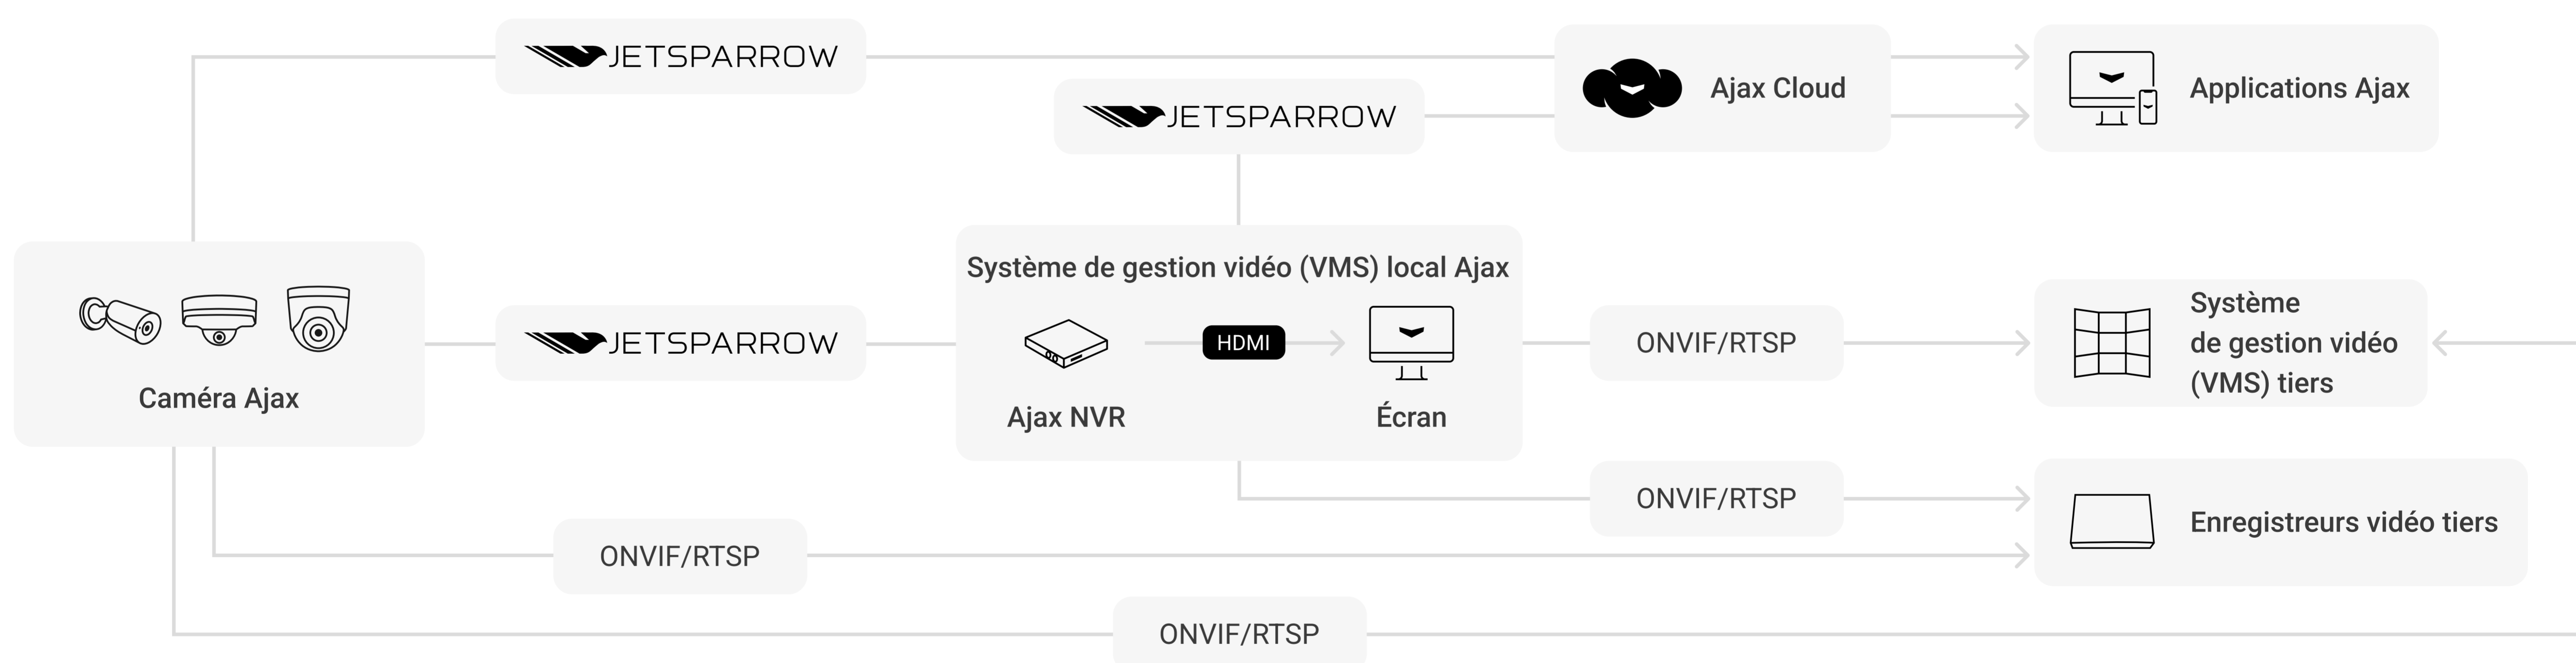 JETSPARROW
JETSPARROW
Ajax Cloud
Applications Ajax
Caméra Ajax
JETSPARROW
Système de gestion vidéo (VMS) local Ajax
HDMI
Ajax NVR
Écran
ONVIF/RTSP
Système
de gestion vidéo
(VMS) tiers
ONVIF/RTSP
Enregistreurs vidéo tiers
ONVIF/RTSP
ONVIF/RTSP